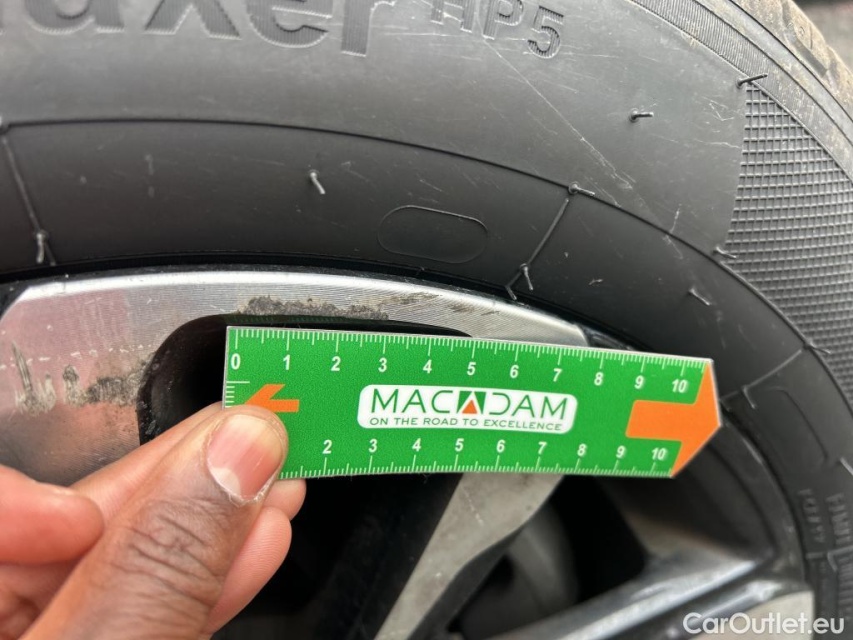 HP5
0 1 2 3 4 5 6 7 8 9 10
MACADAM
ON THE ROAD TO EXCELLENCE
2 3 4 5 6 7 8 9 10
CarOutlet.eu